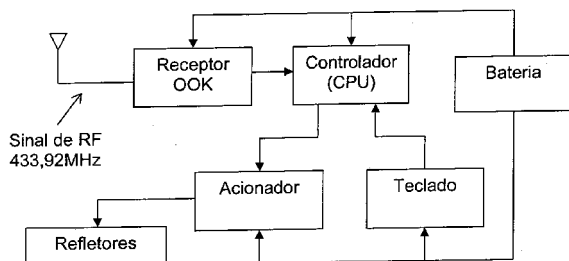 Receptor
OOK
Controlador
(CPU)
Bateria
Sinal de RF
433,92MHz
Acionador
Teclado
Refletores